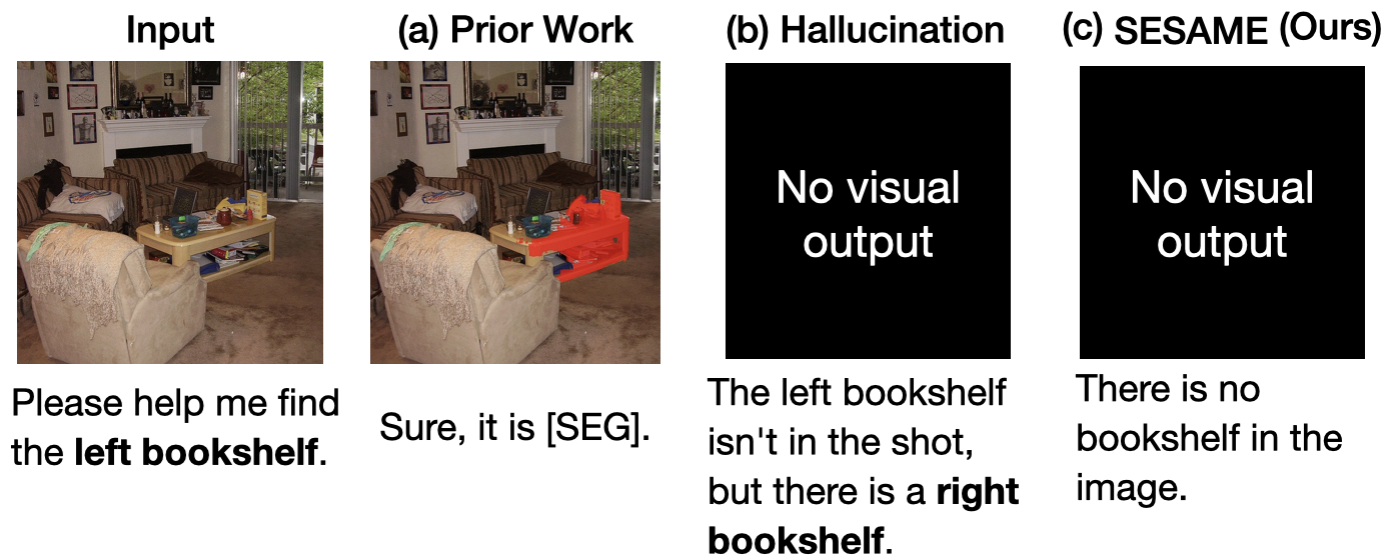 Input
(a) Prior Work
(b) Hallucination
(c) SESAME (Ours)
No visual
output
No visual
output
Please help me find
the left bookshelf.
Sure, it is [SEG].
The left bookshelf
isn't in the shot,
but there is a right
bookshelf.
There is no
bookshelf in the
image.